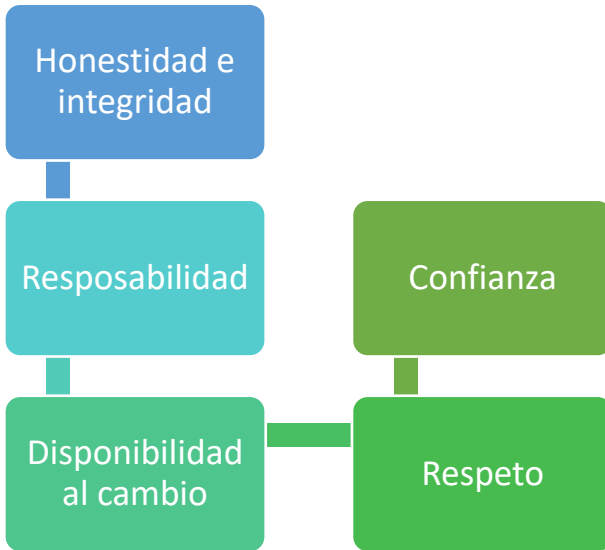 Honestidad e
integridad
Resposabilidad
Disponibilidad
al cambio
Respeto
Confianza